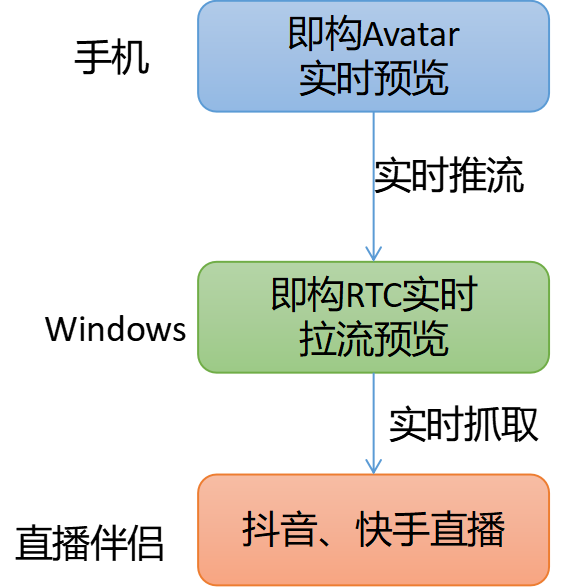 手机
即构Avatar
实时预览
实时推流
Windows
即构RTC实时
拉流预览
实时抓取
直播伴侣
抖音、快手直播